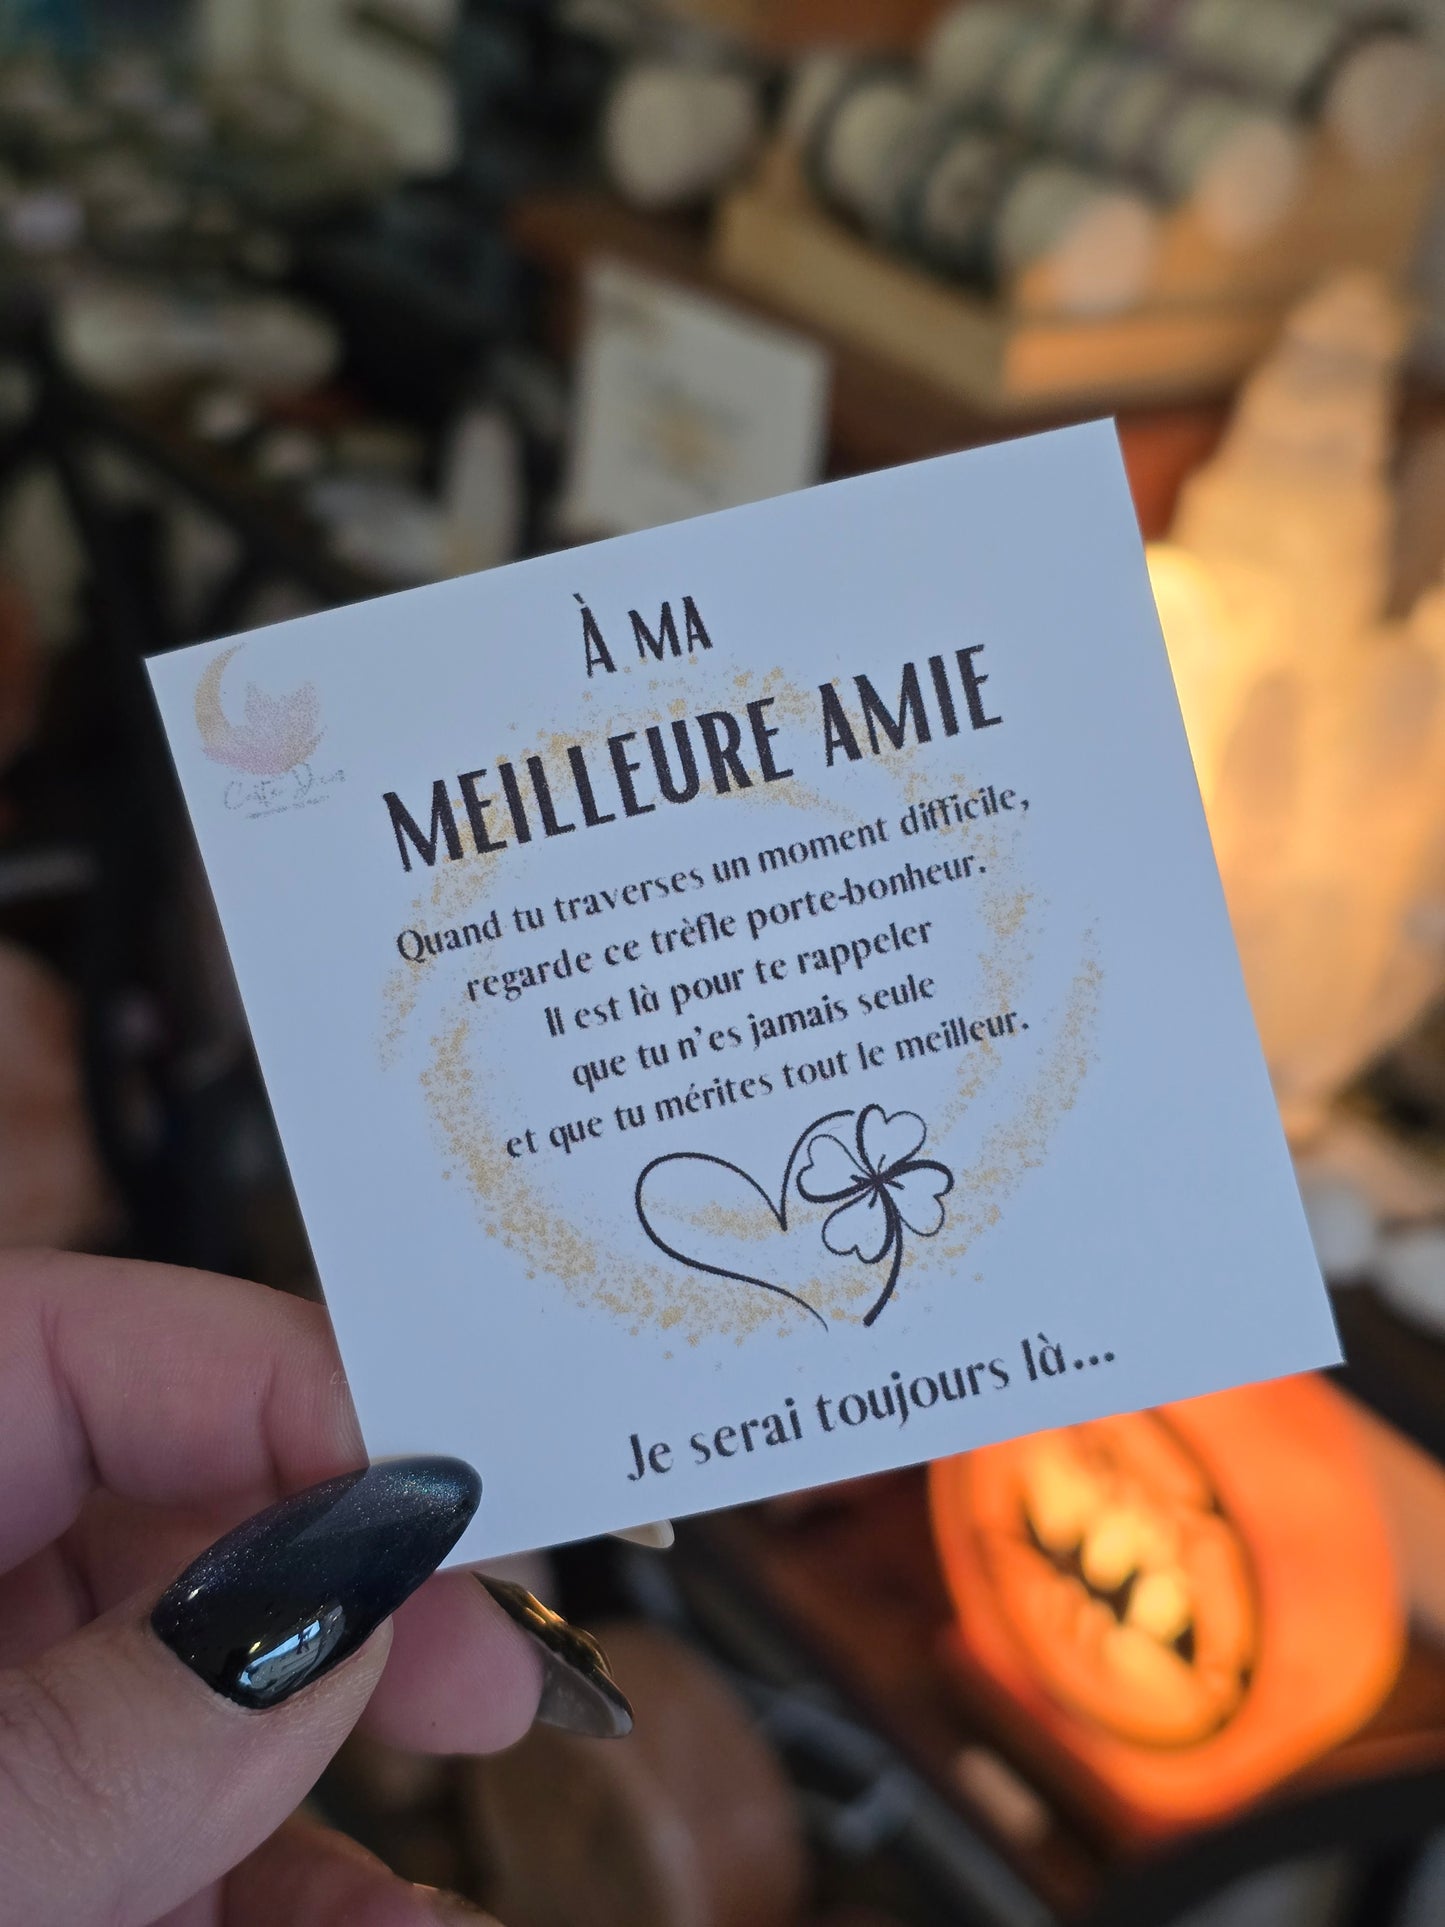 À MA
MEILLEURE AMIE
Quand tu traverses un moment difficile,
regarde ce trèfle porte-bonheur.
Il est là pour te rappeler
que tu n'es jamais seule
et que tu mérites tout le meilleur.
Je serai toujours là...